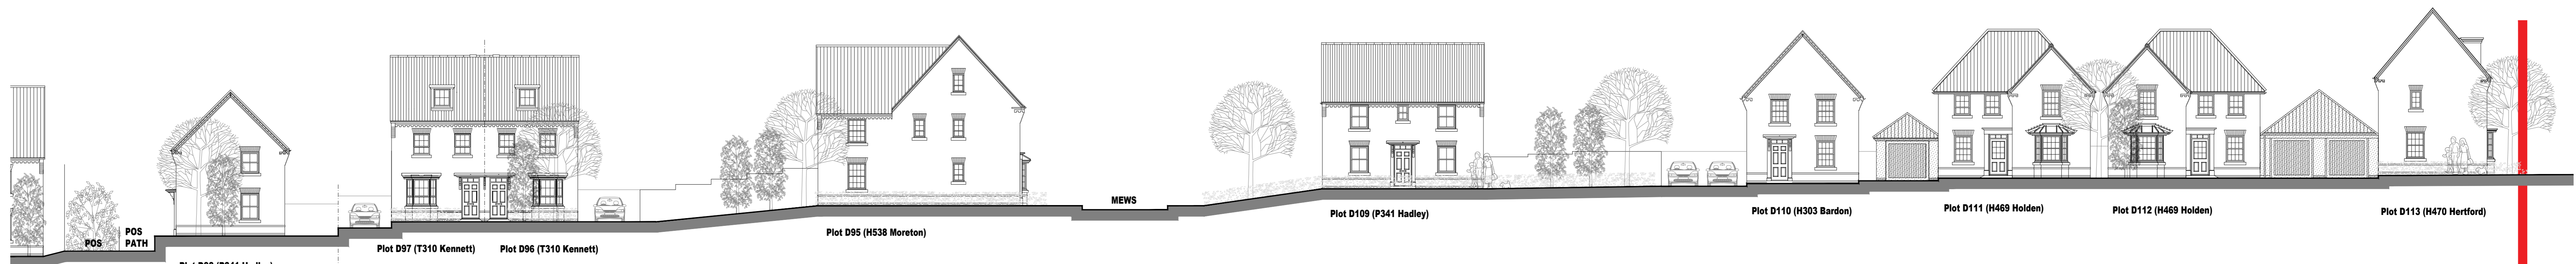 POS
POS
PATH
Plot D97 (T310 Kennett)
Plot D96 (T310 Kennett)
Plot D95 (H538 Moreton)
MEWS
Plot D109 (P341 Hadley)
Plot D110 (H303 Bardon)
Plot D111 (H469 Holden)
Plot D112 (H469 Holden)
Plot D113 (H470 Hertford)